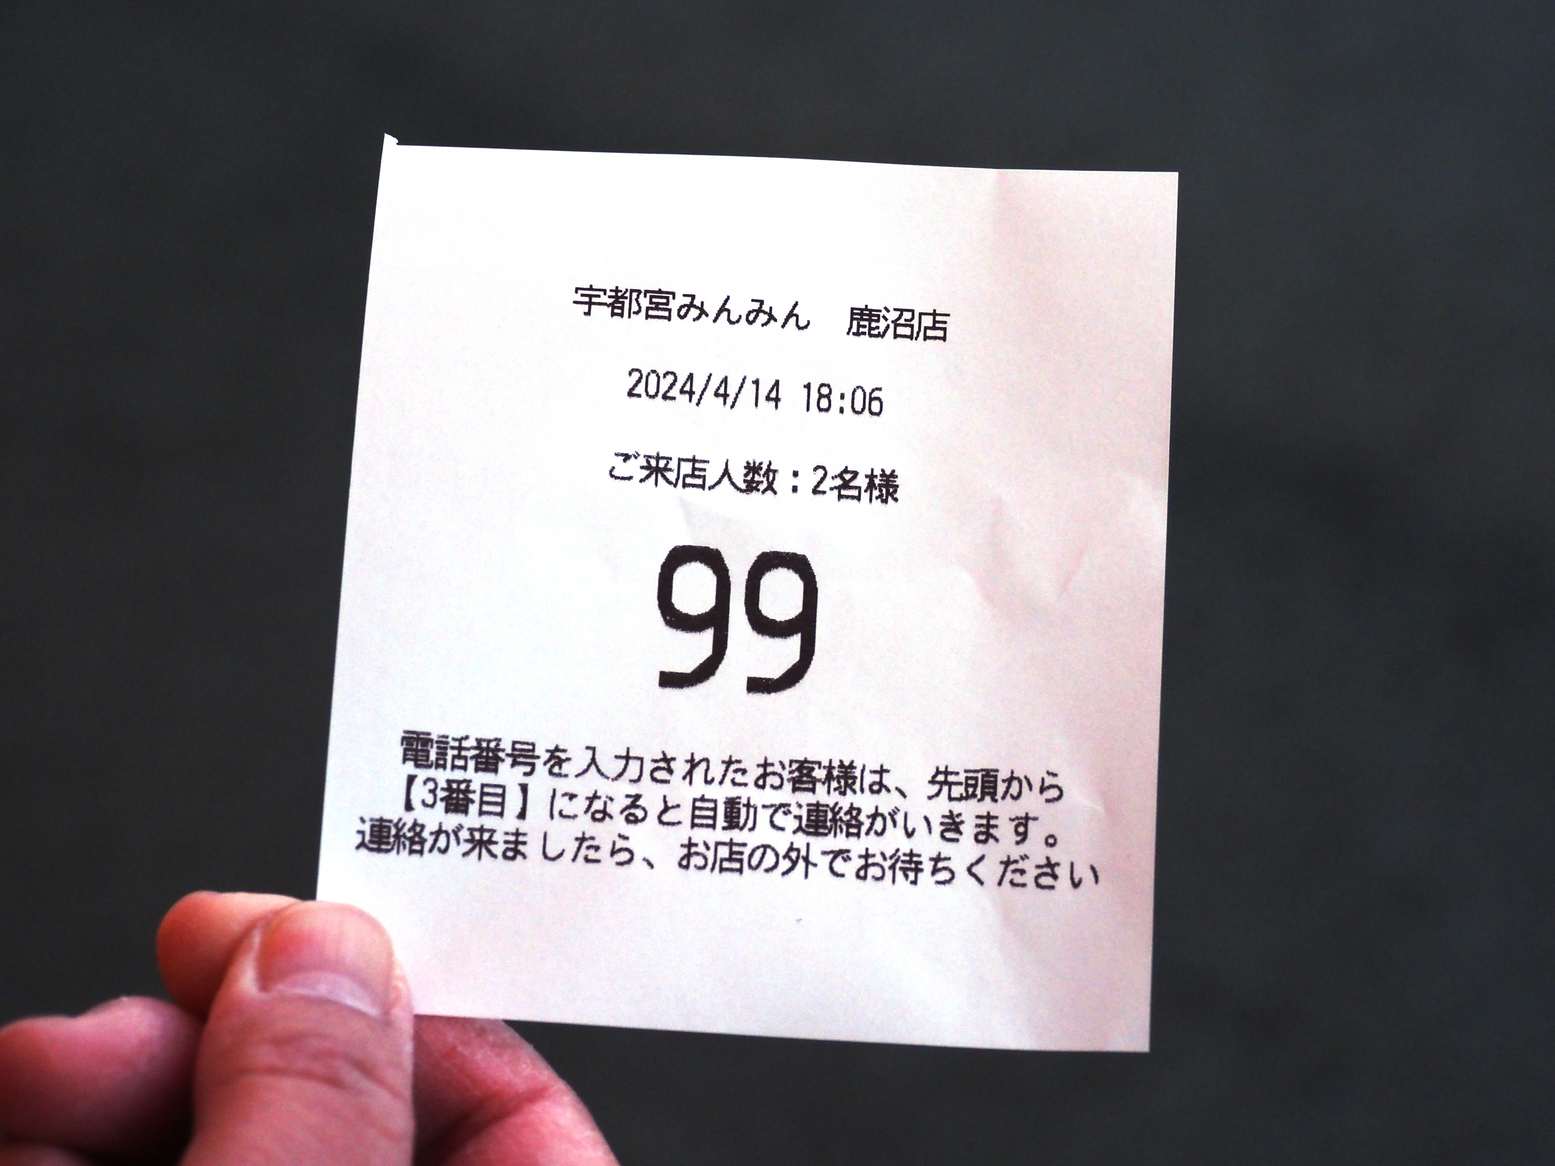 宇都宮みんみん　鹿沼店
2024/4/14 18:06
ご来店人数：2名様
99
電話番号を入力されたお客様は、先頭から
【3番目】になると自動で連絡がいきます。
連絡が来ましたら、お店の外でお待ちください